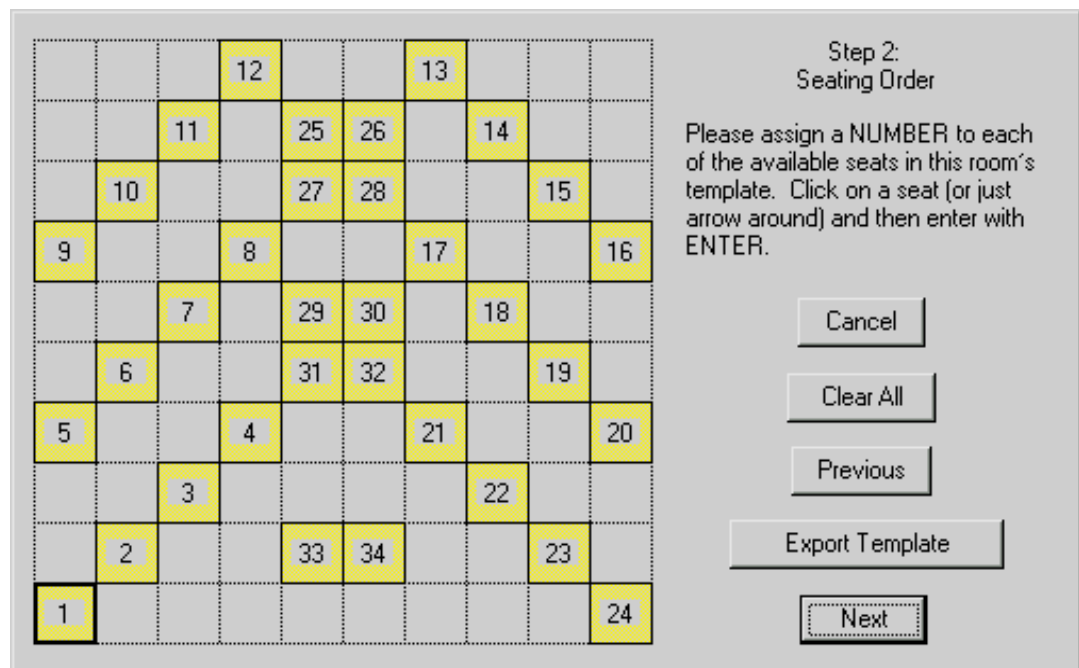 12 13
11 25 26 14
10 27 28 15
9 8 17 16
7 29 30 18
6 31 32 19
5 4 21 20
3 22
2 33 34 23
1 24
Step 2:
Seating Order
Please assign a NUMBER to each
of the available seats in this room's
template. Click on a seat (or just
arrow around) and then enter with
ENTER.
Cancel
Clear All
Previous
Export Template
Next